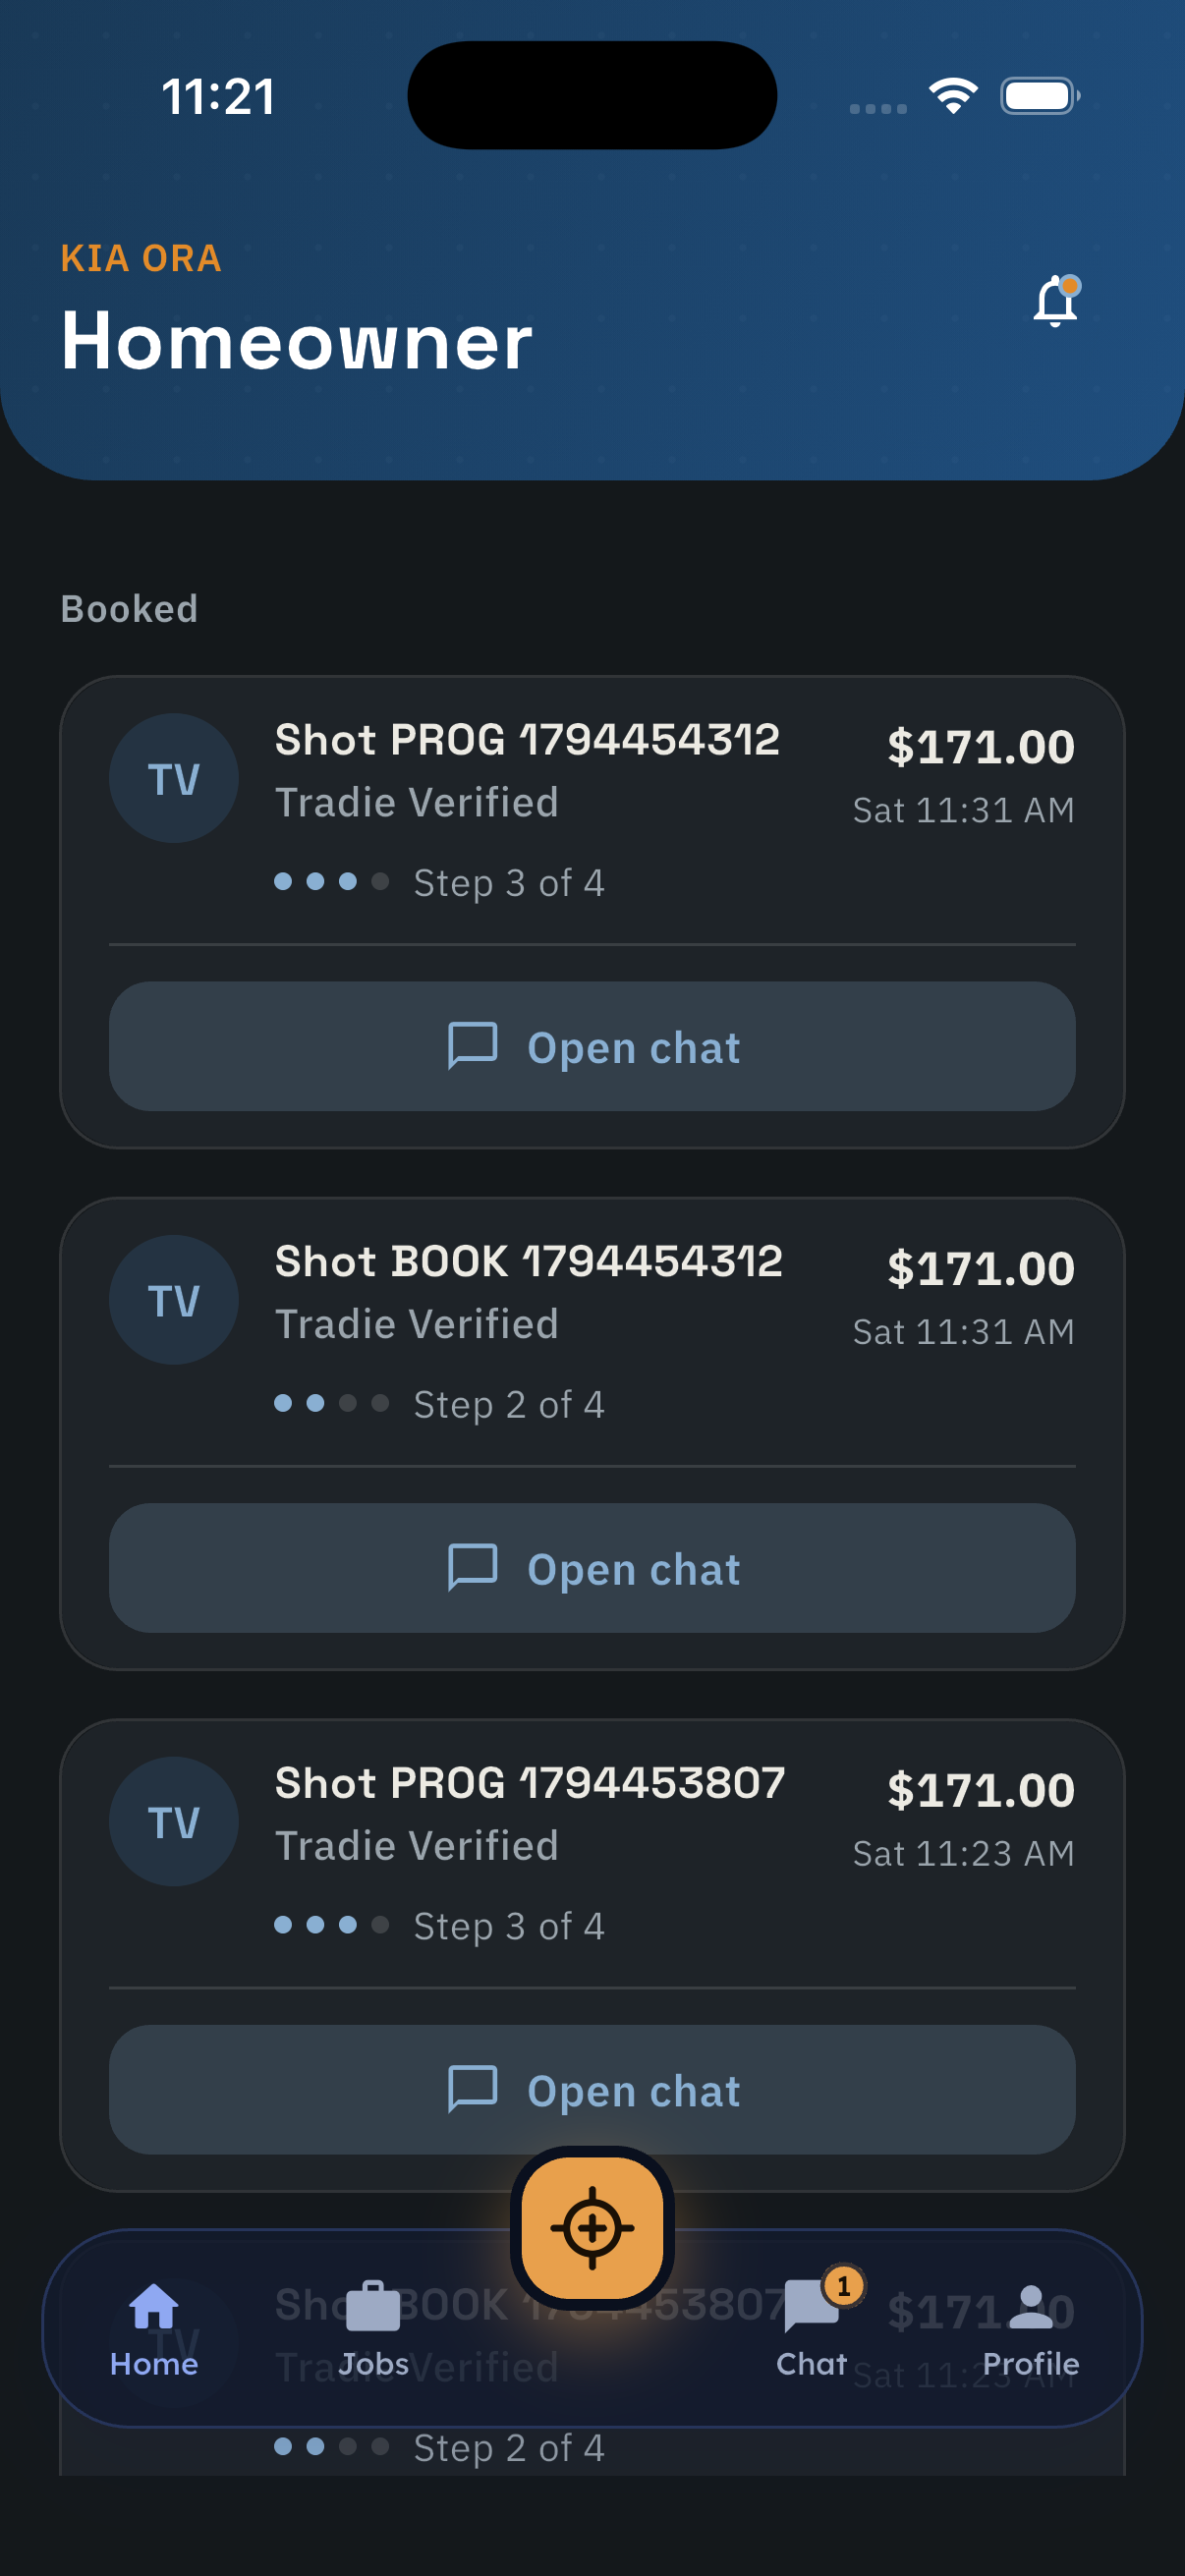 11:21
KIA ORA
Homeowner
Booked
TV
Shot PROG 1794454312
$171.00
Tradie Verified
Sat 11:31 AM
Step 3 of 4
Open chat
TV
Shot BOOK 1794454312
$171.00
Tradie Verified
Sat 11:31 AM
Step 2 of 4
Open chat
TV
Shot PROG 1794453807
$171.00
Tradie Verified
Sat 11:23 AM
Step 3 of 4
Open chat
1
Home
Jobs
Chat
Profile
Step 2 of 4